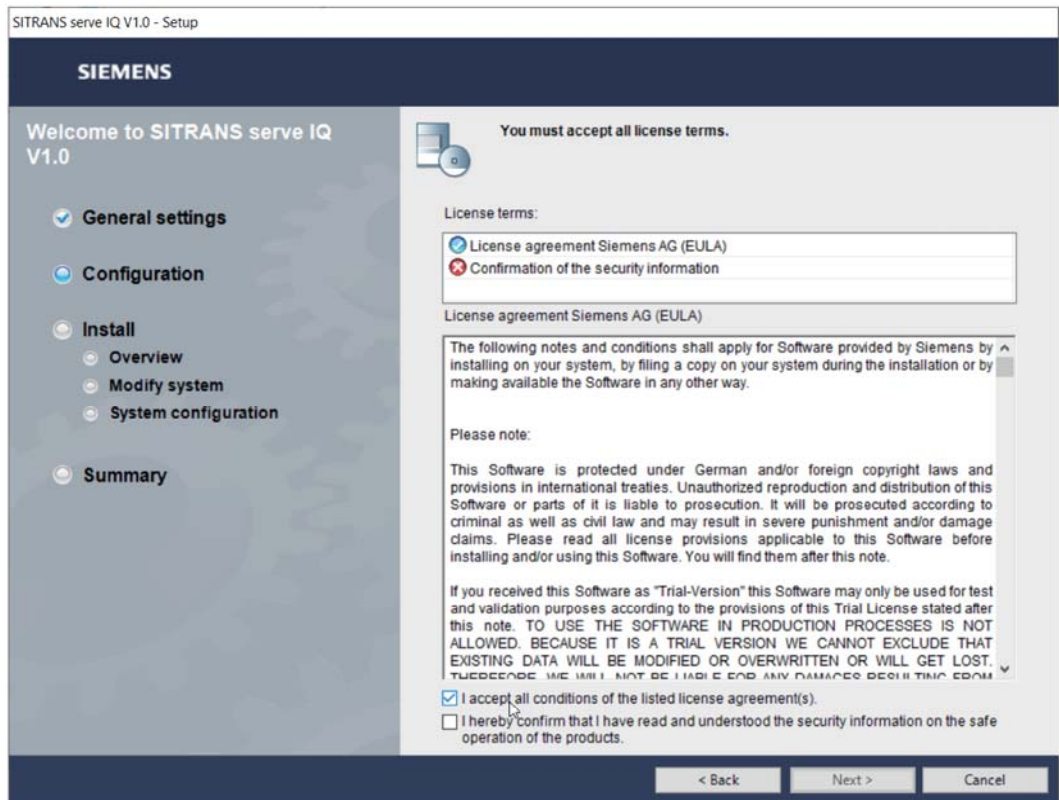 SITRANS serve IQ V1.0 - Setup
SIEMENS
Welcome to SITRANS serve IQ
V1.0
General settings
Configuration
Install
Overview
Modify system
System configuration
Summary
You must accept all license terms.
License terms:
License agreement Siemens AG (EULA)
Confirmation of the security information
License agreement Siemens AG (EULA)
The following notes and conditions shall apply for Software provided by Siemens by
installing on your system, by filing a copy on your system during the installation or by
making available the Software in any other way.
Please note:
This Software is protected under German and/or foreign copyright laws and
provisions in international treaties. Unauthorized reproduction and distribution of this
Software or parts of it is liable to prosecution. It will be prosecuted according to
criminal as well as civil law and may result in severe punishment and/or damage
claims. Please read all license provisions applicable to this Software before
installing and/or using this Software. You will find them after this note.
If you received this Software as "Trial-Version" this Software may only be used for test
and validation purposes according to the provisions of this Trial License stated after
this note. TO USE THE SOFTWARE IN PRODUCTION PROCESSES IS NOT
ALLOWED. BECAUSE IT IS A TRIAL VERSION WE CANNOT EXCLUDE THAT
EXISTING DATA WILL BE MODIFIED OR OVERWRITTEN OR WILL GET LOST.
THEREFORE, WE WILL NOT BE LIABLE FOR ANY DAMAGES RESULTING FROM
I accept all conditions of the listed license agreement(s).
I hereby confirm that I have read and understood the security information on the safe
operation of the products.
< Back
Next >
Cancel